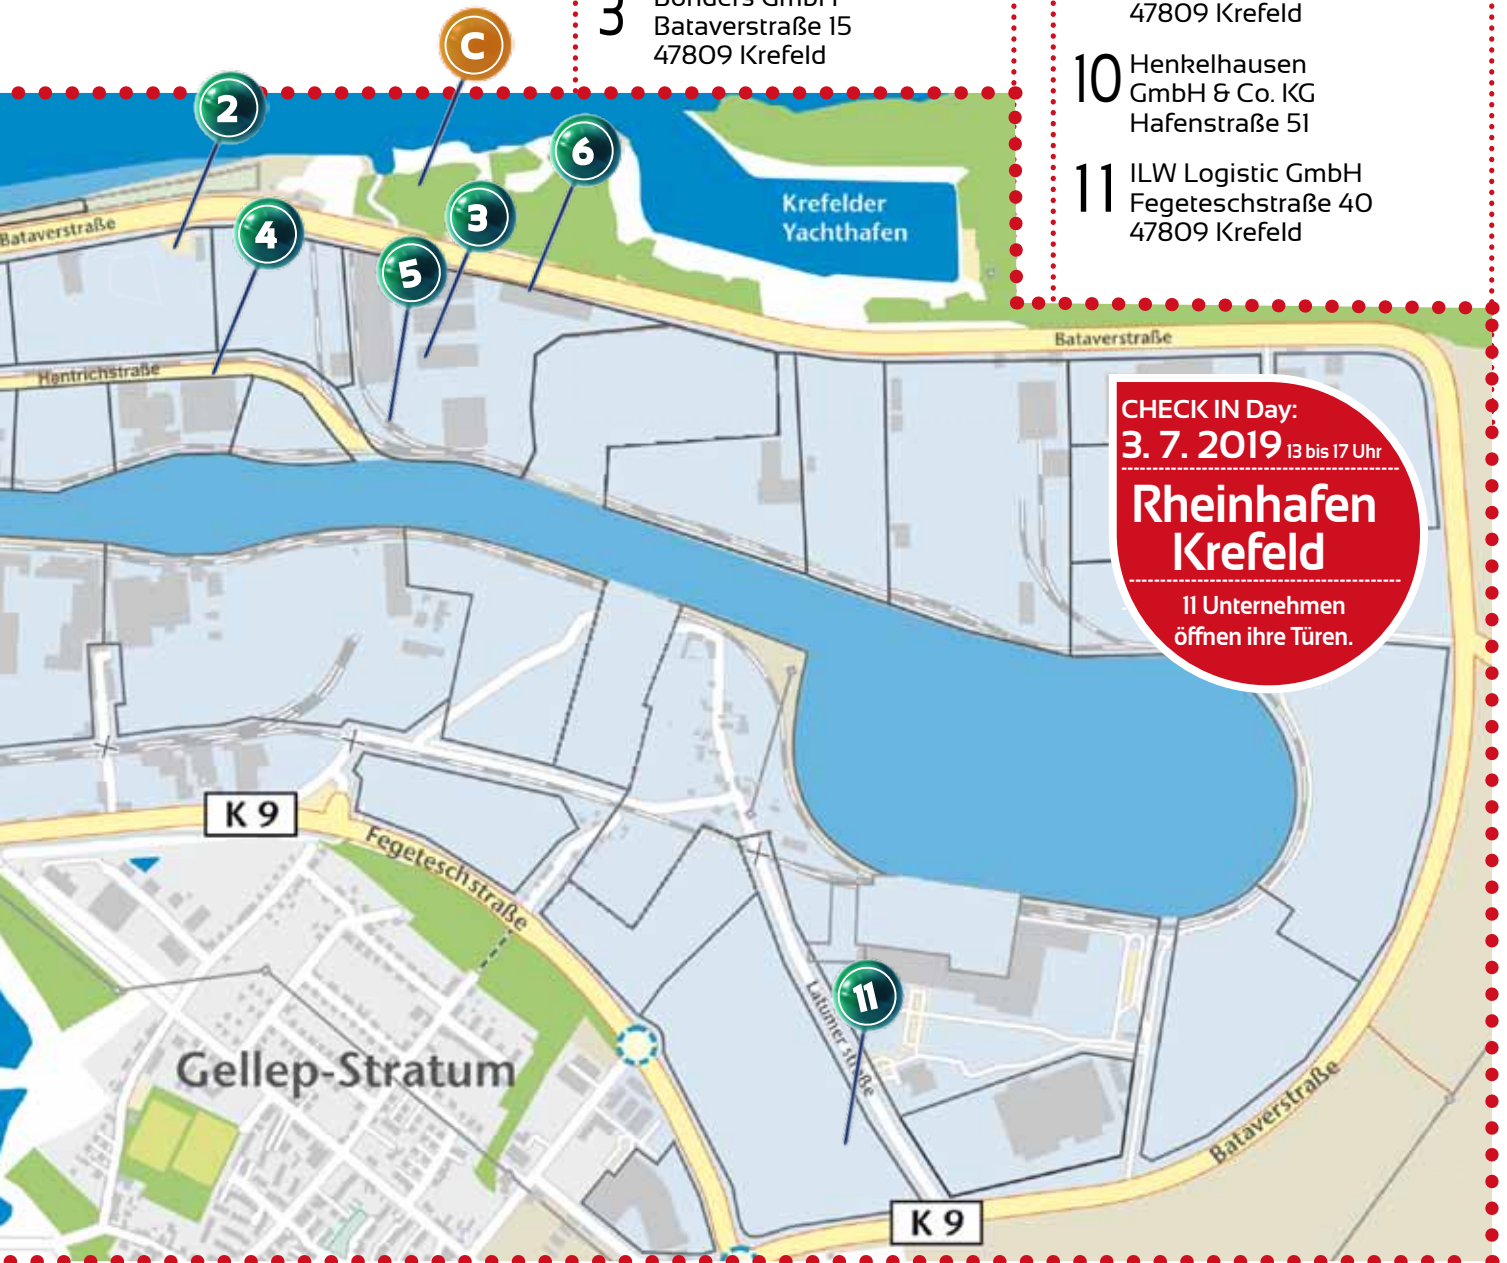 3
Bataverstraße 15
47809 Krefeld
47809 Krefeld
10
Henkelhausen
GmbH & Co. KG
Hafenstraße 51
11
ILW Logistic GmbH
Fegeteschstraße 40
47809 Krefeld
C
2
6
3
4
5
Krefelder
Yachthafen
Bataverstraße
Hentrichstraße
Bataverstraße
CHECK IN Day:
3. 7. 2019 13 bis 17 Uhr
Rheinhafen
Krefeld
11 Unternehmen
öffnen ihre Türen.
K 9
Fegeteschstraße
11
Latumer straße
Gellep-Stratum
Bataverstraße
K 9